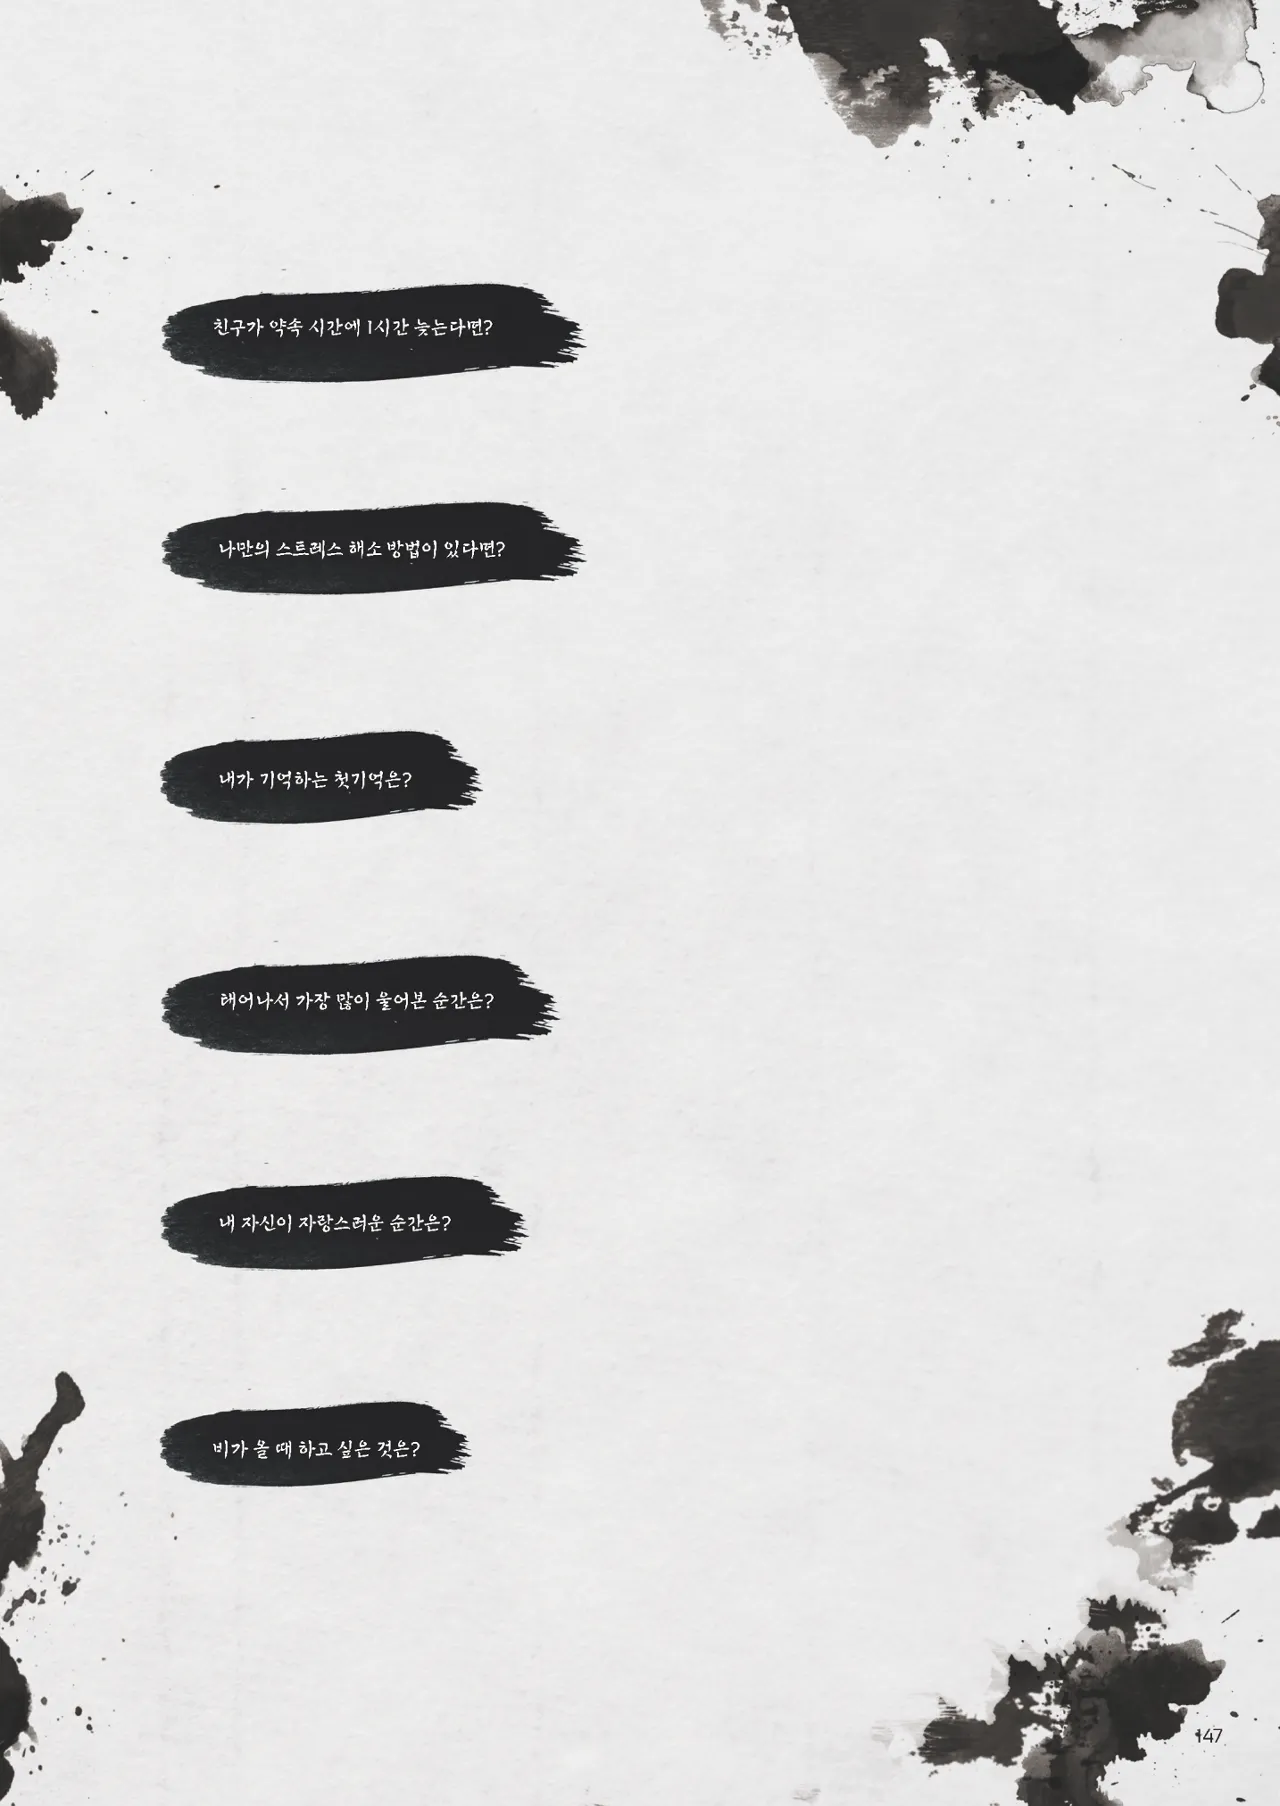 친구가 약속 시간에 1시간 늦는다면?
나만의 스트레스 해소 방법이 있다면?
내가 기억하는 첫기억은?
태어나서 가장 많이 울어본 순간은?
내 자신이 자랑스러운 순간은?
비가 올 때 하고 싶은 것은?
147